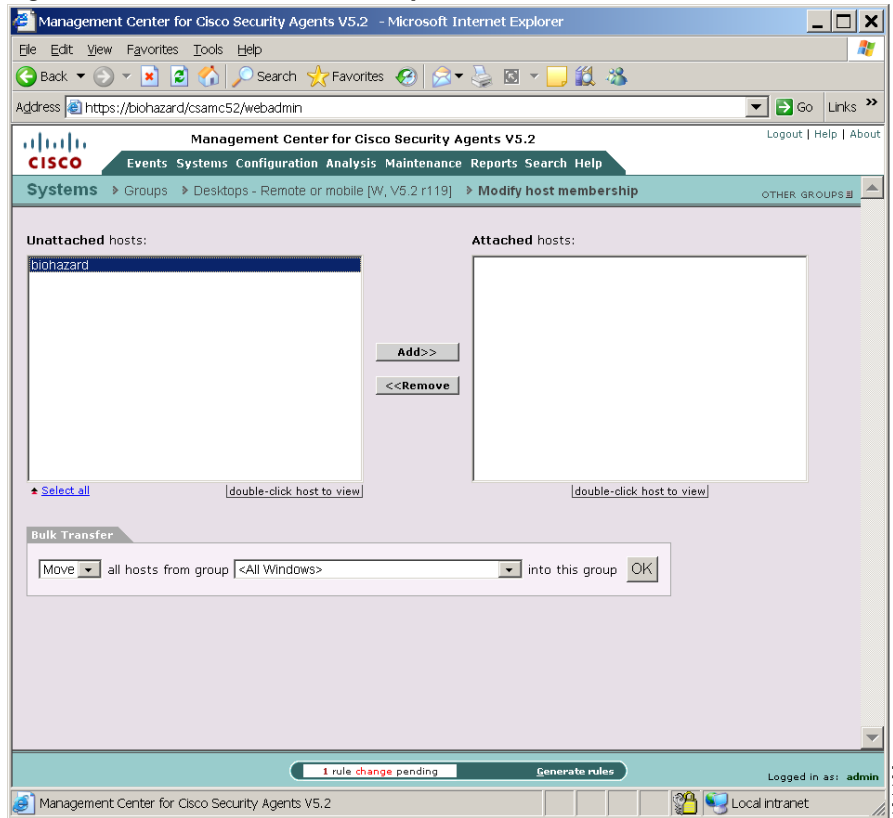 Management Center for Cisco Security Agents V5.2 - Microsoft Internet Explorer
File Edit View Favorites Tools Help
Back Search Favorites
Address https://biohazard/csamc52/webadmin Go Links »
Management Center for Cisco Security Agents V5.2 Logout | Help | About
CISCO Events Systems Configuration Analysis Maintenance Reports Search Help
Systems Groups Desktops - Remote or mobile [W, V5.2 r119] Modify host membership OTHER GROUPS
Unattached hosts: Attached hosts:
biohazard
Add>>
<<Remove
Select all double-click host to view double-click host to view
Bulk Transfer
Move all hosts from group <All Windows> into this group OK
1 rule change pending Generate rules
Logged in as: admin
Management Center for Cisco Security Agents V5.2 Local intranet